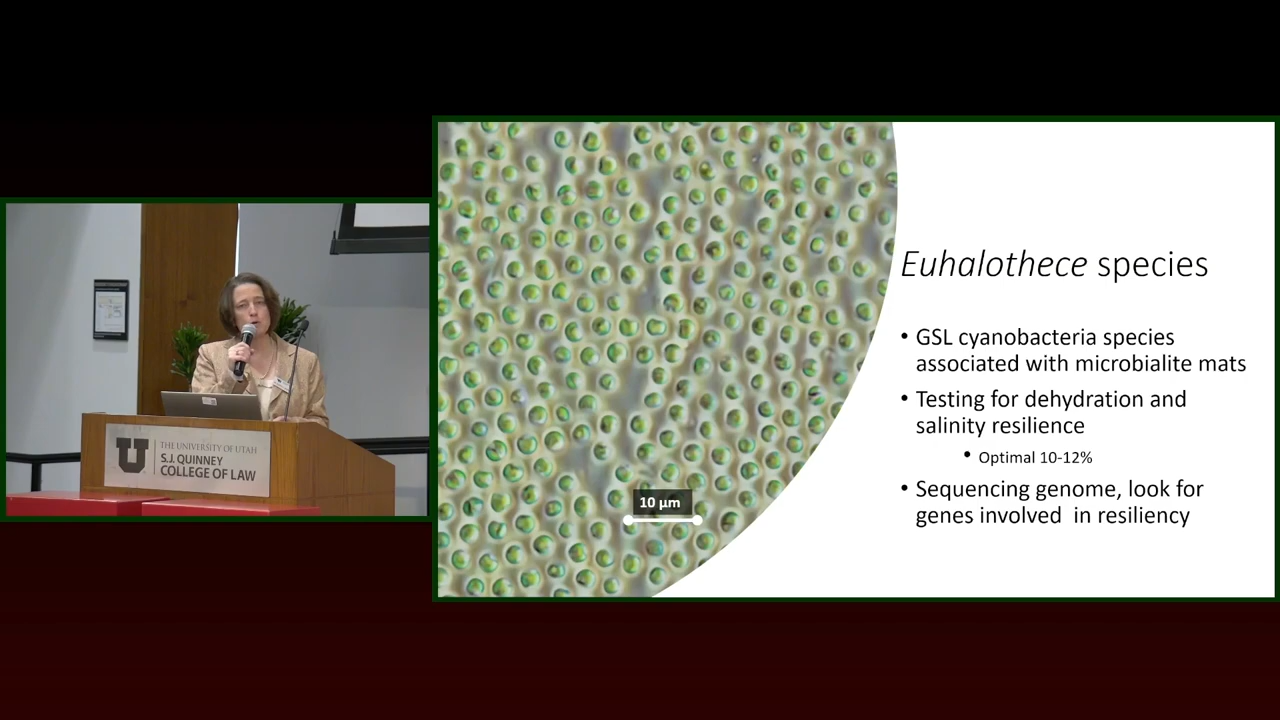 THE UNIVERSITY OF UTAH
S.J. QUINNEY
COLLEGE OF LAW
10 µm
Euhalothece species
• GSL cyanobacteria species
associated with microbialite mats
• Testing for dehydration and
salinity resilience
• Optimal 10-12%
• Sequencing genome, look for
genes involved in resiliency